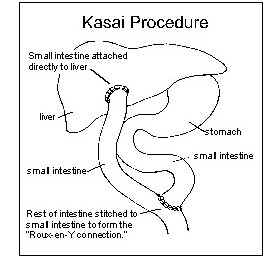 Kasai Procedure
Small intestine attached
directly to liver
liver
stomach
small intestine
small intestine
Rest of intestine stitched to
small intestine to form the
"Roux-en-Y connection."